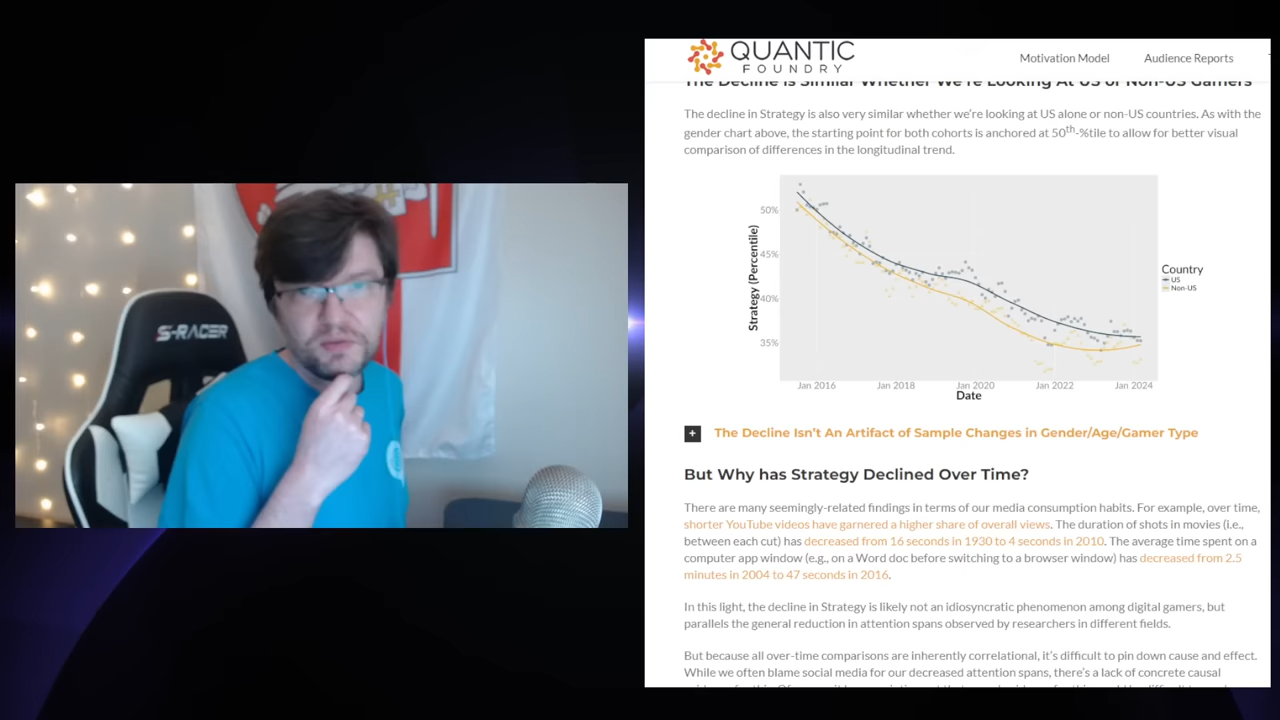 S-RACER
QUANTIC
FOUNDRY
Motivation Model
Audience Reports
The Decline is Similar Whether We're Looking At US or Non-US Gamers
The decline in Strategy is also very similar whether we're looking at US alone or non-US countries. As with the
gender chart above, the starting point for both cohorts is anchored at 50th-%tile to allow for better visual
comparison of differences in the longitudinal trend.
Strategy (Percentile)
50%
45%
40%
35%
Jan 2016
Jan 2018
Jan 2020
Jan 2022
Jan 2024
Date
Country
US
Non-US
+ The Decline Isn't An Artifact of Sample Changes in Gender/Age/Gamer Type
But Why has Strategy Declined Over Time?
There are many seemingly-related findings in terms of our media consumption habits. For example, over time,
shorter YouTube videos have garnered a higher share of overall views. The duration of shots in movies (i.e.,
between each cut) has decreased from 16 seconds in 1930 to 4 seconds in 2010. The average time spent on a
computer app window (e.g., on a Word doc before switching to a browser window) has decreased from 2.5
minutes in 2004 to 47 seconds in 2016.
In this light, the decline in Strategy is likely not an idiosyncratic phenomenon among digital gamers, but
parallels the general reduction in attention spans observed by researchers in different fields.
But because all over-time comparisons are inherently correlational, it's difficult to pin down cause and effect.
While we often blame social media for our decreased attention spans, there's a lack of concrete causal